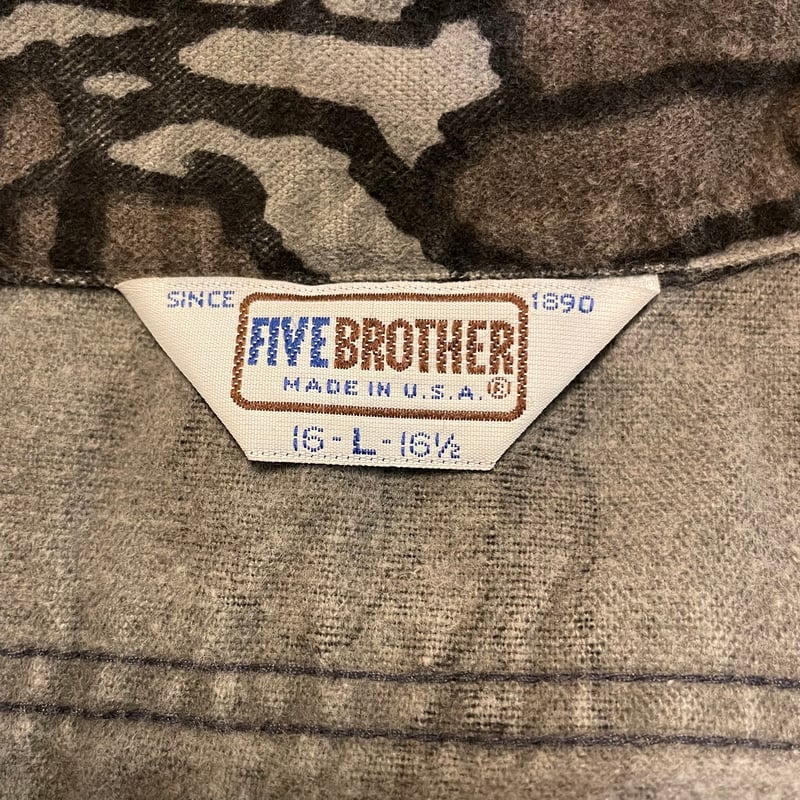 SINCE 1890
FIVE BROTHER
MADE IN U.S.A.®
16-L-16½